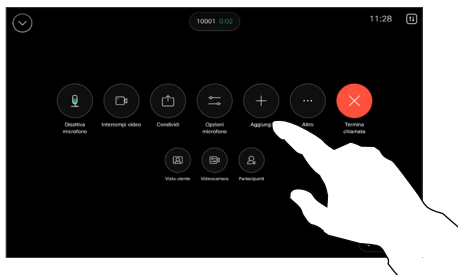 10001 0:02
11:28
Disattiva
microfono
Interrompi video
Condividi
Opzioni
microfono
Aggiungi
Altro
Termina
chiamata
Vista utente
Videocamera
Partecipanti